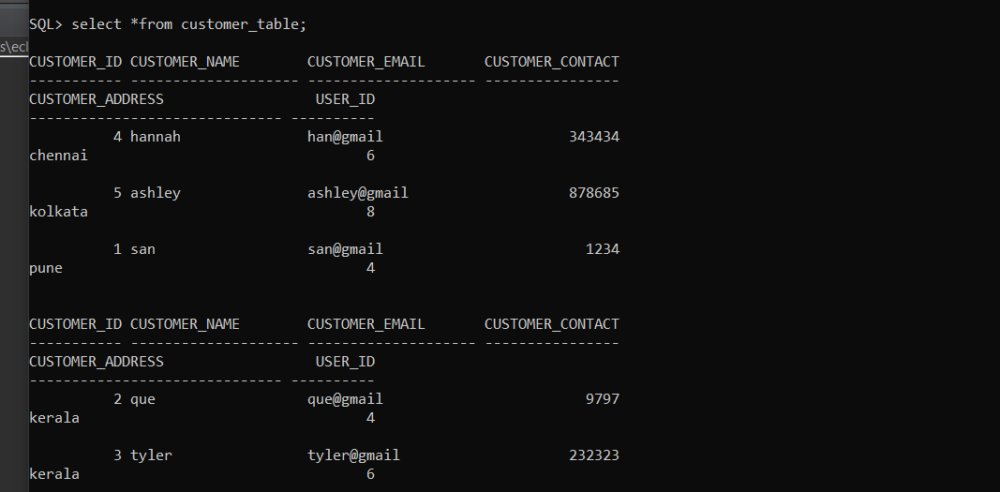 s\ecl
SQL> select *from customer_table;
CUSTOMER_ID CUSTOMER_NAME        CUSTOMER_EMAIL       CUSTOMER_CONTACT
----------- -------------------- -------------------- ----------------
CUSTOMER_ADDRESS                  USER_ID
------------------------------ ----------
          4 hannah               han@gmail                      343434
chennai                                 6
          5 ashley               ashley@gmail                   878685
kolkata                                 8
          1 san                  san@gmail                        1234
pune                                    4
CUSTOMER_ID CUSTOMER_NAME        CUSTOMER_EMAIL       CUSTOMER_CONTACT
----------- -------------------- -------------------- ----------------
CUSTOMER_ADDRESS                  USER_ID
------------------------------ ----------
          2 que                  que@gmail                        9797
kerala                                  4
          3 tyler                tyler@gmail                    232323
kerala                                  6